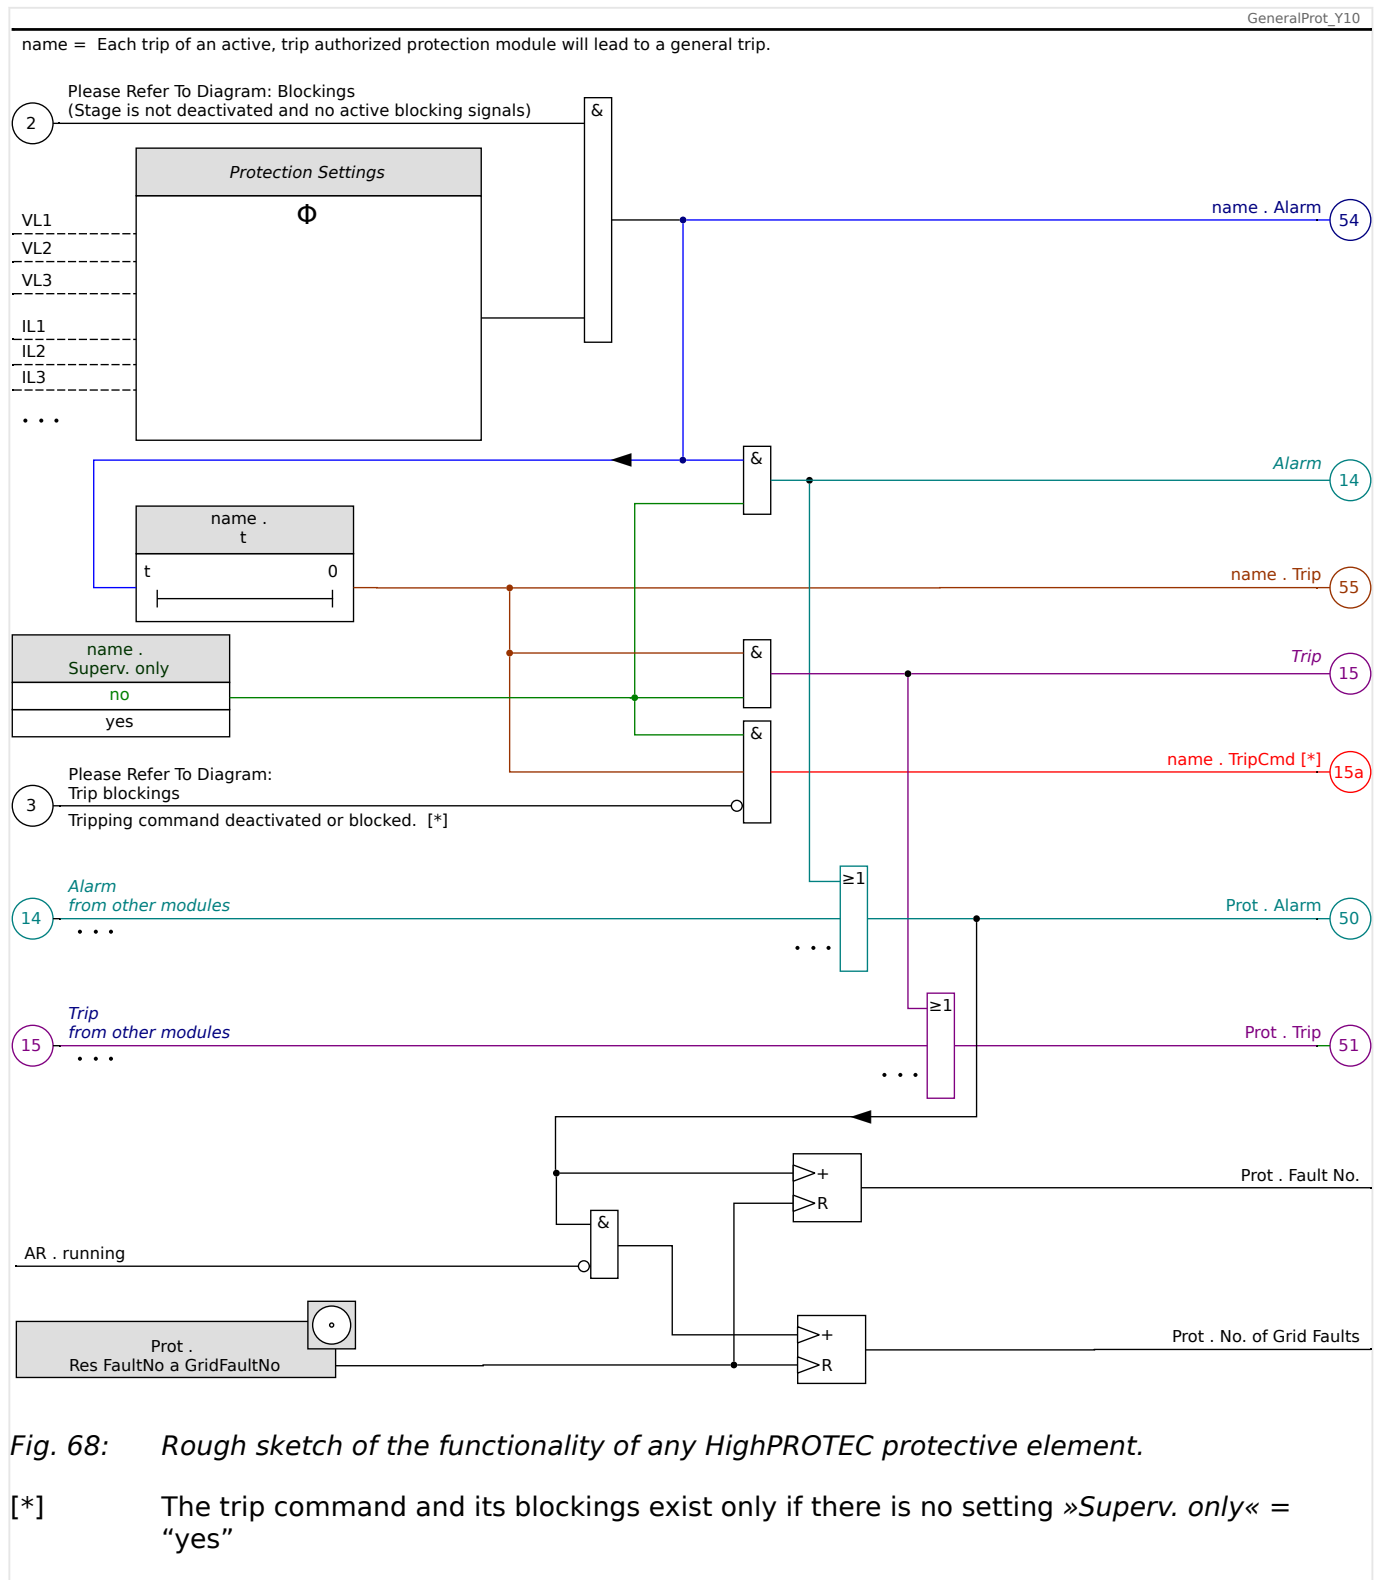 GeneralProt_Y10
name =  Each trip of an active, trip authorized protection module will lead to a general trip.
Please Refer To Diagram: Blockings
(Stage is not deactivated and no active blocking signals)
&
2
Protection Settings
Φ
VL1
VL2
VL3
IL1
IL2
IL3
. . .
name . Alarm
54
&
Alarm
14
name .
t
t
0
name . Trip
55
name .
Superv. only
no
yes
&
Trip
15
&
name . TripCmd [*]
15a
Please Refer To Diagram:
Trip blockings
3
Tripping command deactivated or blocked.  [*]
≥1
Alarm
from other modules
14
. . .
. . .
Prot . Alarm
50
≥1
Trip
from other modules
15
. . .
. . .
Prot . Trip
51
+
R
Prot . Fault No.
&
AR . running
Prot .
Res FaultNo a GridFaultNo
+
R
Prot . No. of Grid Faults
Fig. 68: Rough sketch of the functionality of any HighPROTEC protective element.
[*] The trip command and its blockings exist only if there is no setting »Superv. only« =
“yes”